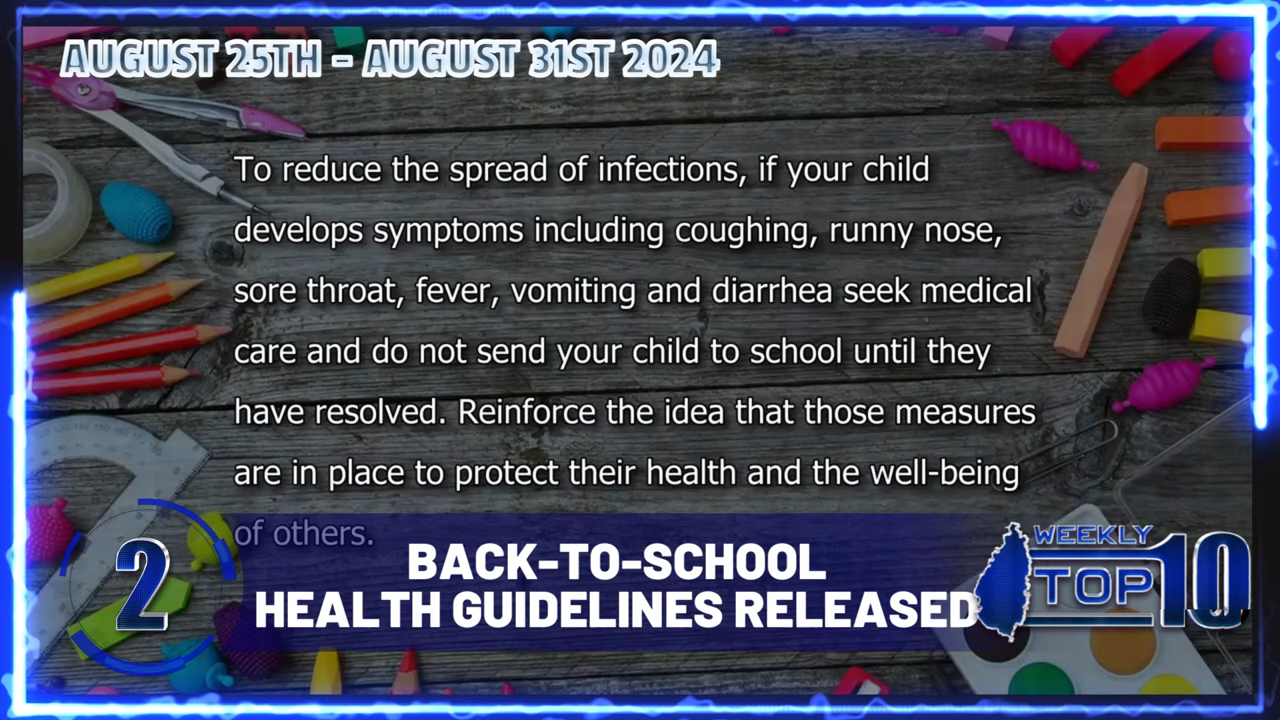 AUGUST 25TH - AUGUST 31ST 2024
To reduce the spread of infections, if your child
develops symptoms including coughing, runny nose,
sore throat, fever, vomiting and diarrhea seek medical
care and do not send your child to school until they
have resolved. Reinforce the idea that those measures
are in place to protect their health and the well-being
of others.
2
BACK-TO-SCHOOL
HEALTH GUIDELINES RELEASED
WEEKLY
TOP 10